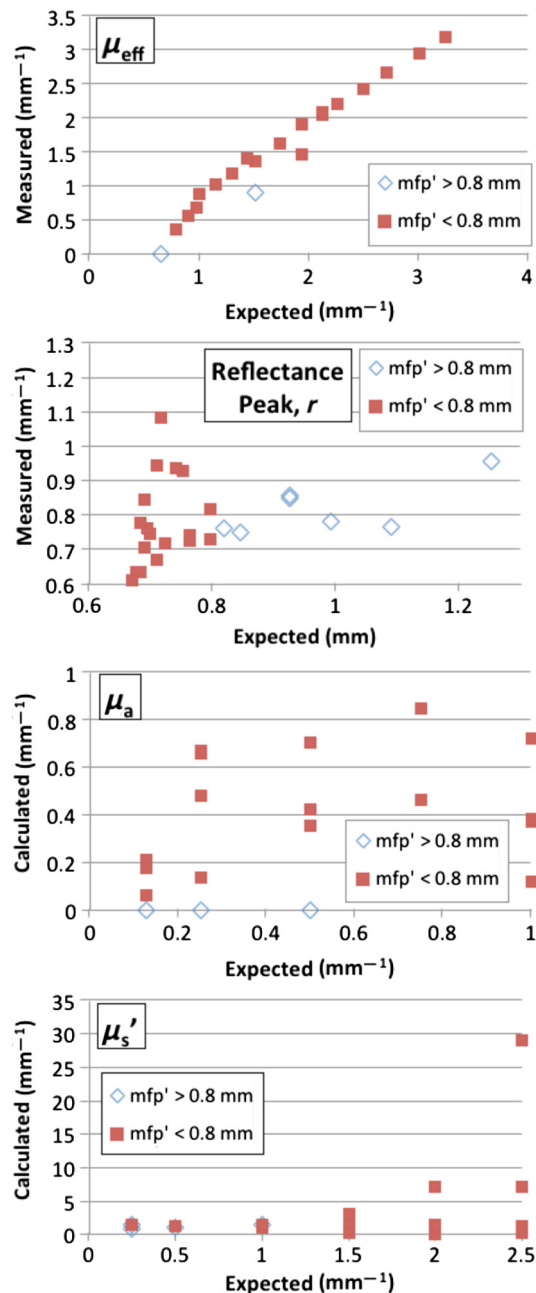 μeff
Measured (mm−1)
3.5
3
2.5
2
1.5
1
0.5
0
0
1
2
3
4
mfp' > 0.8 mm
mfp' < 0.8 mm
Expected (mm−1)
Reflectance
Peak, r
Measured (mm−1)
1.3
1.2
1.1
1
0.9
0.8
0.7
0.6
0.6
0.8
1
1.2
mfp' > 0.8 mm
mfp' < 0.8 mm
Expected (mm)
μa
Calculated (mm−1)
1
0.8
0.6
0.4
0.2
0
0
0.2
0.4
0.6
0.8
1
mfp' > 0.8 mm
mfp' < 0.8 mm
Expected (mm−1)
μs’
Calculated (mm−1)
35
30
25
20
15
10
5
0
0
0.5
1
1.5
2
2.5
mfp' > 0.8 mm
mfp' < 0.8 mm
Expected (mm−1)